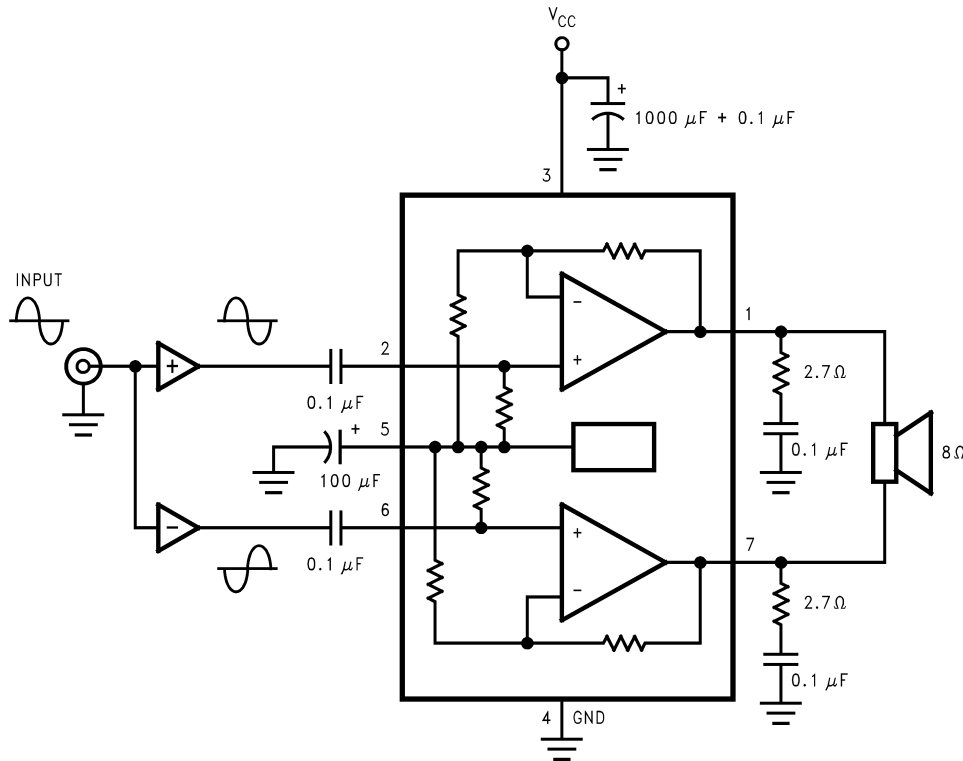 VCC
+
1000 µF + 0.1 µF
3
INPUT
−
+
1
2
+
0.1 µF
2.7Ω
5
+
100 µF
0.1 µF
8Ω
6
−
0.1 µF
+
−
7
2.7Ω
0.1 µF
4 GND